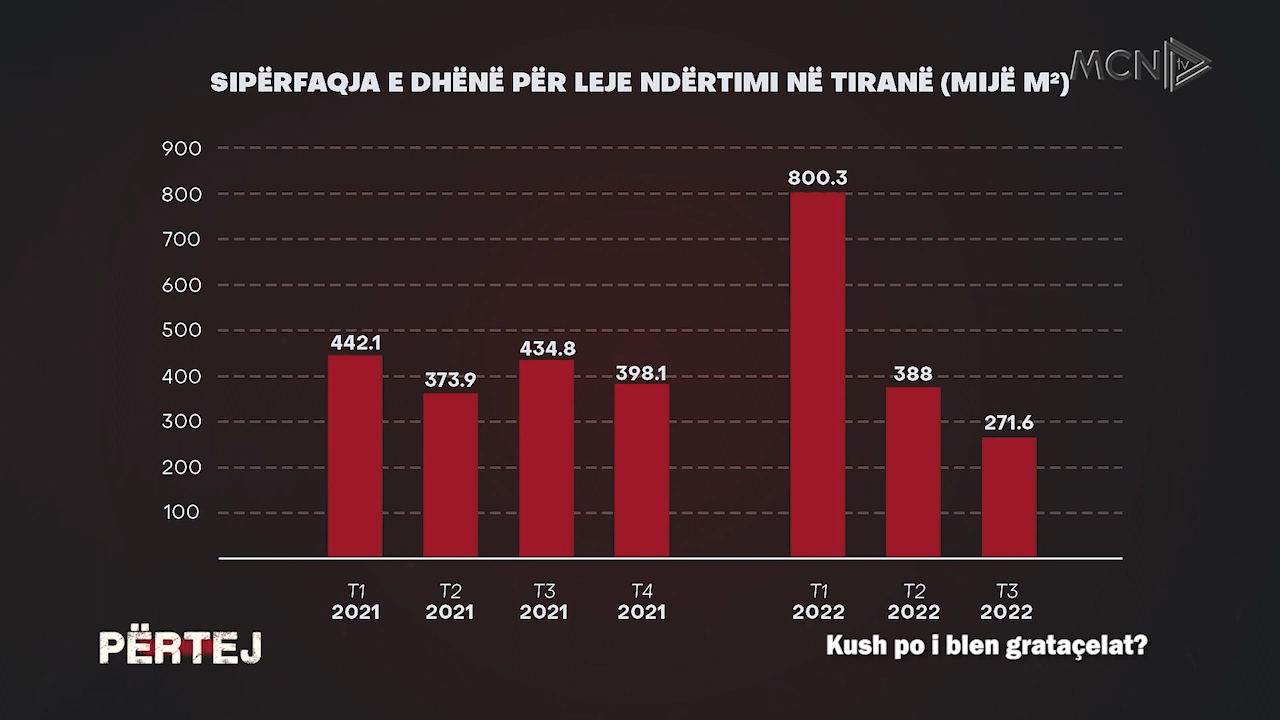 MCN tv
SIPËRFAQJA E DHËNË PËR LEJE NDËRTIMI NË TIRANË (MIJË M²)
900
800
700
600
500
400
300
200
100
442.1
373.9
434.8
398.1
800.3
388
271.6
T1 T2 T3 T4 T1 T2 T3
2021 2021 2021 2021 2022 2022 2022
PËRTEJ
Kush po i blen grataçelat?